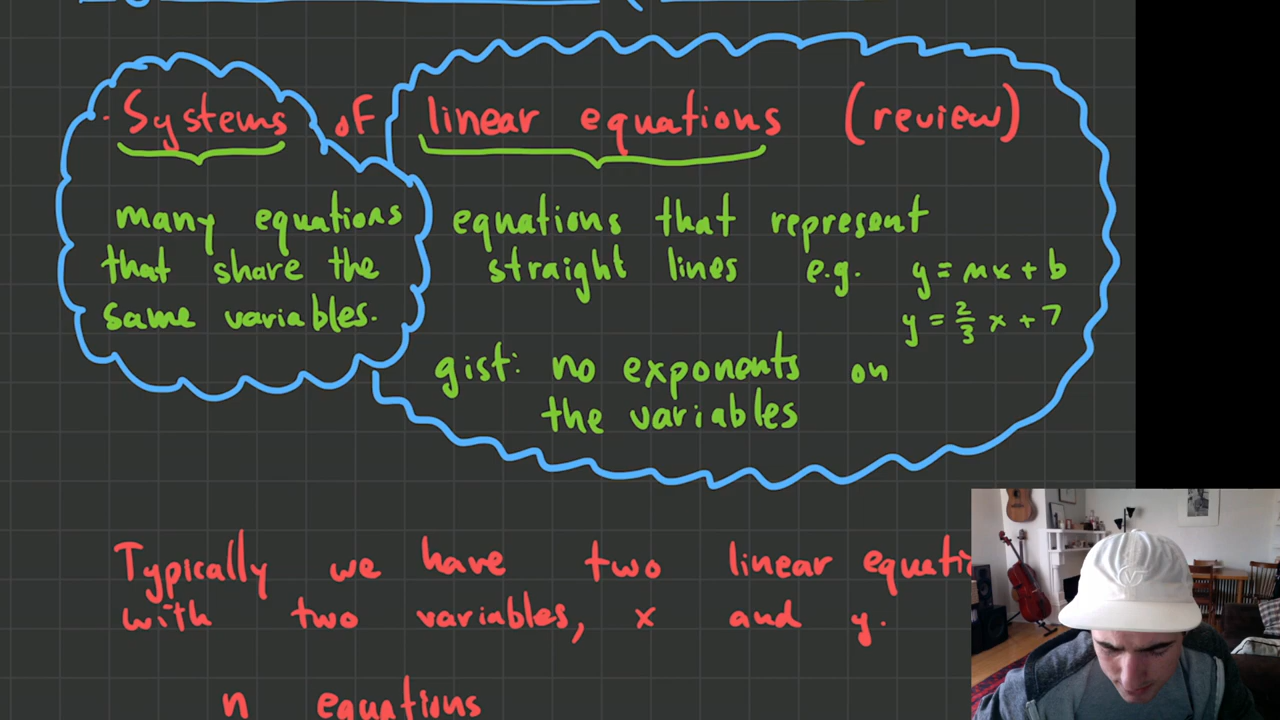 · Systems of linear equations (review)
many equations
that share the
same variables.
equations that represent
straight lines e.g. y = mx + b
y = 2/3 x + 7
gist: no exponents on
the variables
Typically we have two linear
with two variables, x and y.
n equations